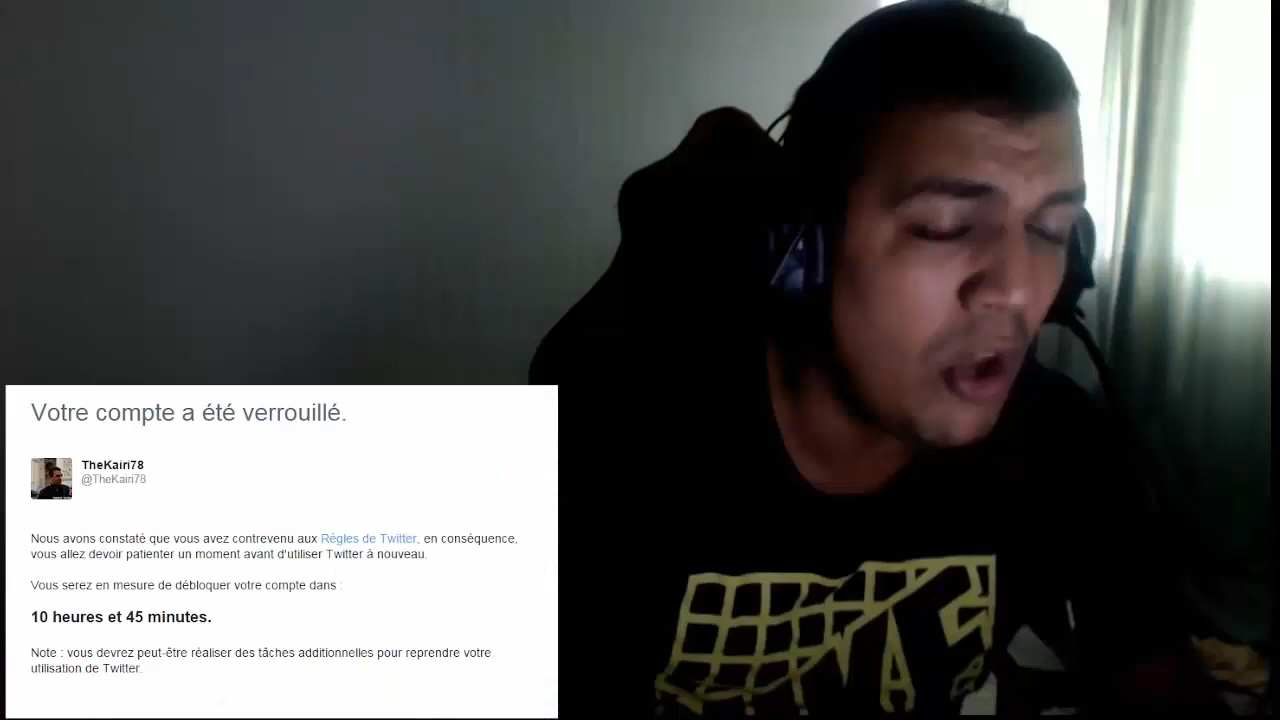 Votre compte a été verrouillé.
TheKairi78
@TheKairi78
Nous avons constaté que vous avez contrevenu aux Règles de Twitter, en conséquence,
vous allez devoir patienter un moment avant d'utiliser Twitter à nouveau.
Vous serez en mesure de débloquer votre compte dans :
10 heures et 45 minutes.
Note : vous devrez peut-être réaliser des tâches additionnelles pour reprendre votre
utilisation de Twitter.